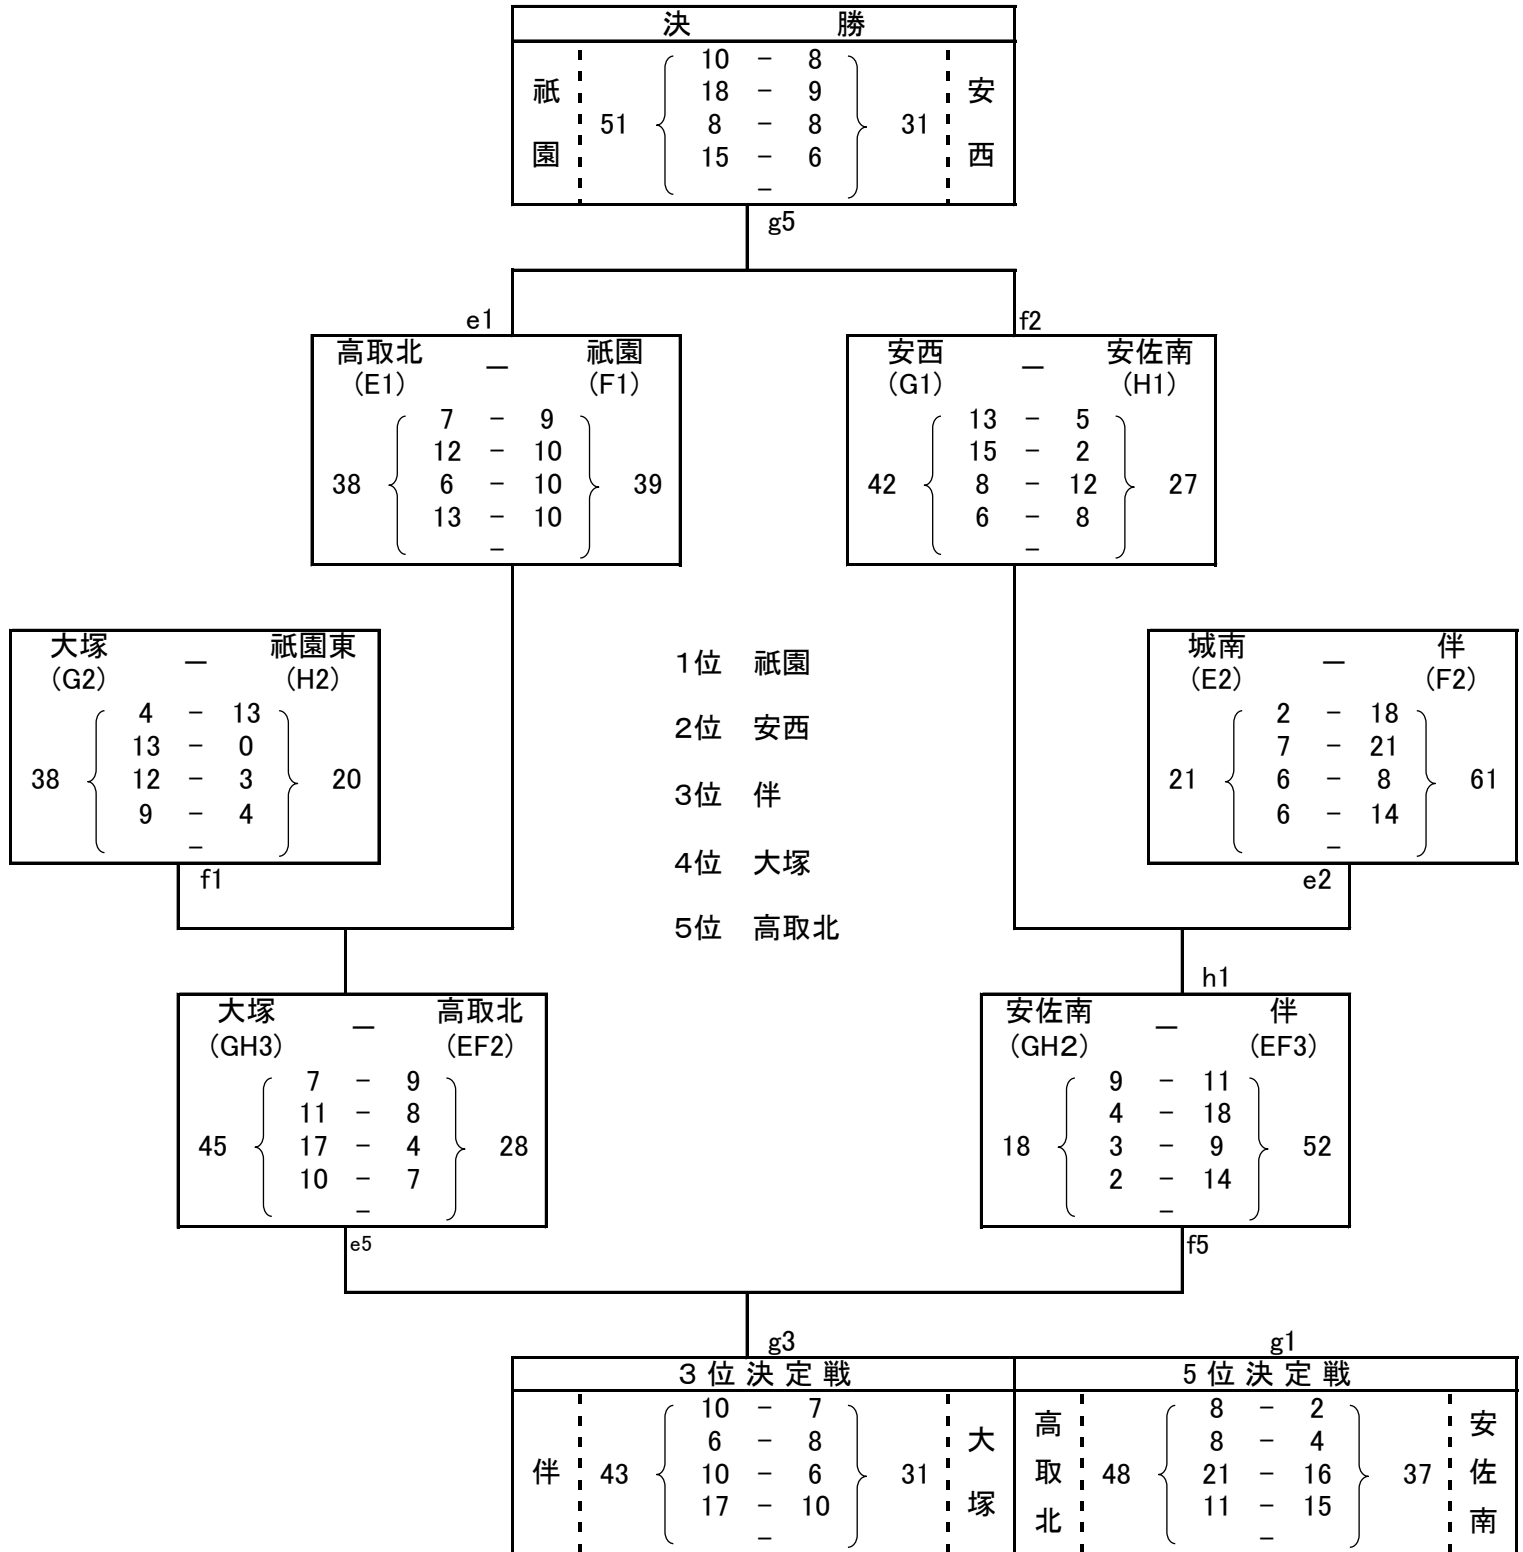 決 勝
祇園 51 10 - 8 31 安西
18 - 9
8 - 8
15 - 6
-
g5
e1
f2
高取北 - 祇園
(E1) (F1)
7 - 9
12 - 10
38 6 - 10 39
13 - 10
-
安西 - 安佐南
(G1) (H1)
13 - 5
15 - 2
42 8 - 12 27
6 - 8
-
大塚 - 祇園東
(G2) (H2)
4 - 13
13 - 0
38 12 - 3 20
9 - 4
-
f1
1位 祇園
2位 安西
3位 伴
4位 大塚
5位 高取北
城南 - 伴
(E2) (F2)
2 - 18
7 - 21
21 6 - 8 61
6 - 14
-
e2
h1
大塚 - 高取北
(GH3) (EF2)
7 - 9
11 - 8
45 17 - 4 28
10 - 7
-
e5
安佐南 - 伴
(GH2) (EF3)
9 - 11
4 - 18
18 3 - 9 52
2 - 14
-
f5
g3
３位決定戦
10 - 7
6 - 8
伴 43 10 - 6 31 大塚
17 - 10
-
g1
５位決定戦
8 - 2
8 - 4
高取北 48 21 - 16 37 安佐南
11 - 15
-